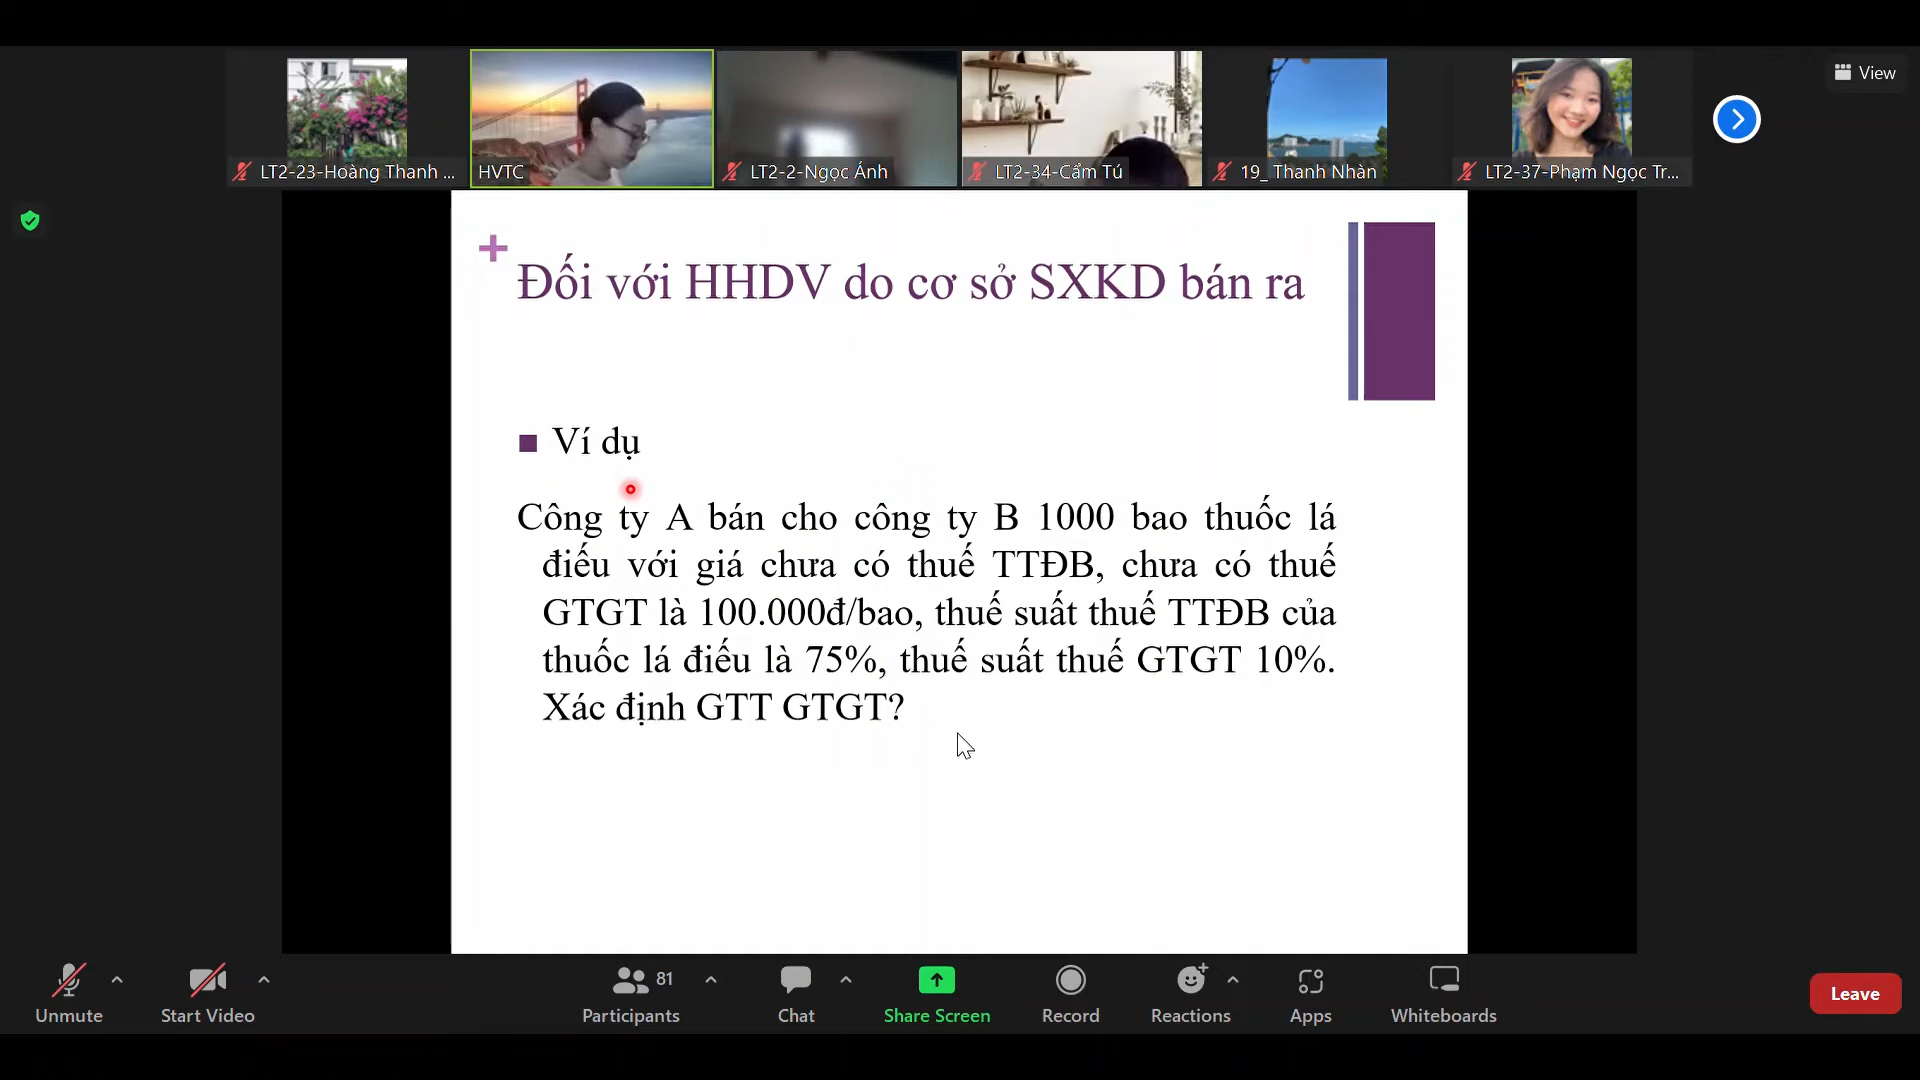 View
LT2-23-Hoàng Thanh ...
HVTC
LT2-2-Ngọc Ánh
LT2-34-Cẩm Tú
19_ Thanh Nhàn
LT2-37-Phạm Ngọc Tr...
+
Đối với HHDV do cơ sở SXKD bán ra
Ví dụ
Công ty A bán cho công ty B 1000 bao thuốc lá
điếu với giá chưa có thuế TTĐB, chưa có thuế
GTGT là 100.000đ/bao, thuế suất thuế TTĐB của
thuốc lá điếu là 75%, thuế suất thuế GTGT 10%.
Xác định GTT GTGT?
81
Unmute
Start Video
Participants
Chat
Share Screen
Record
Reactions
Apps
Whiteboards
Leave